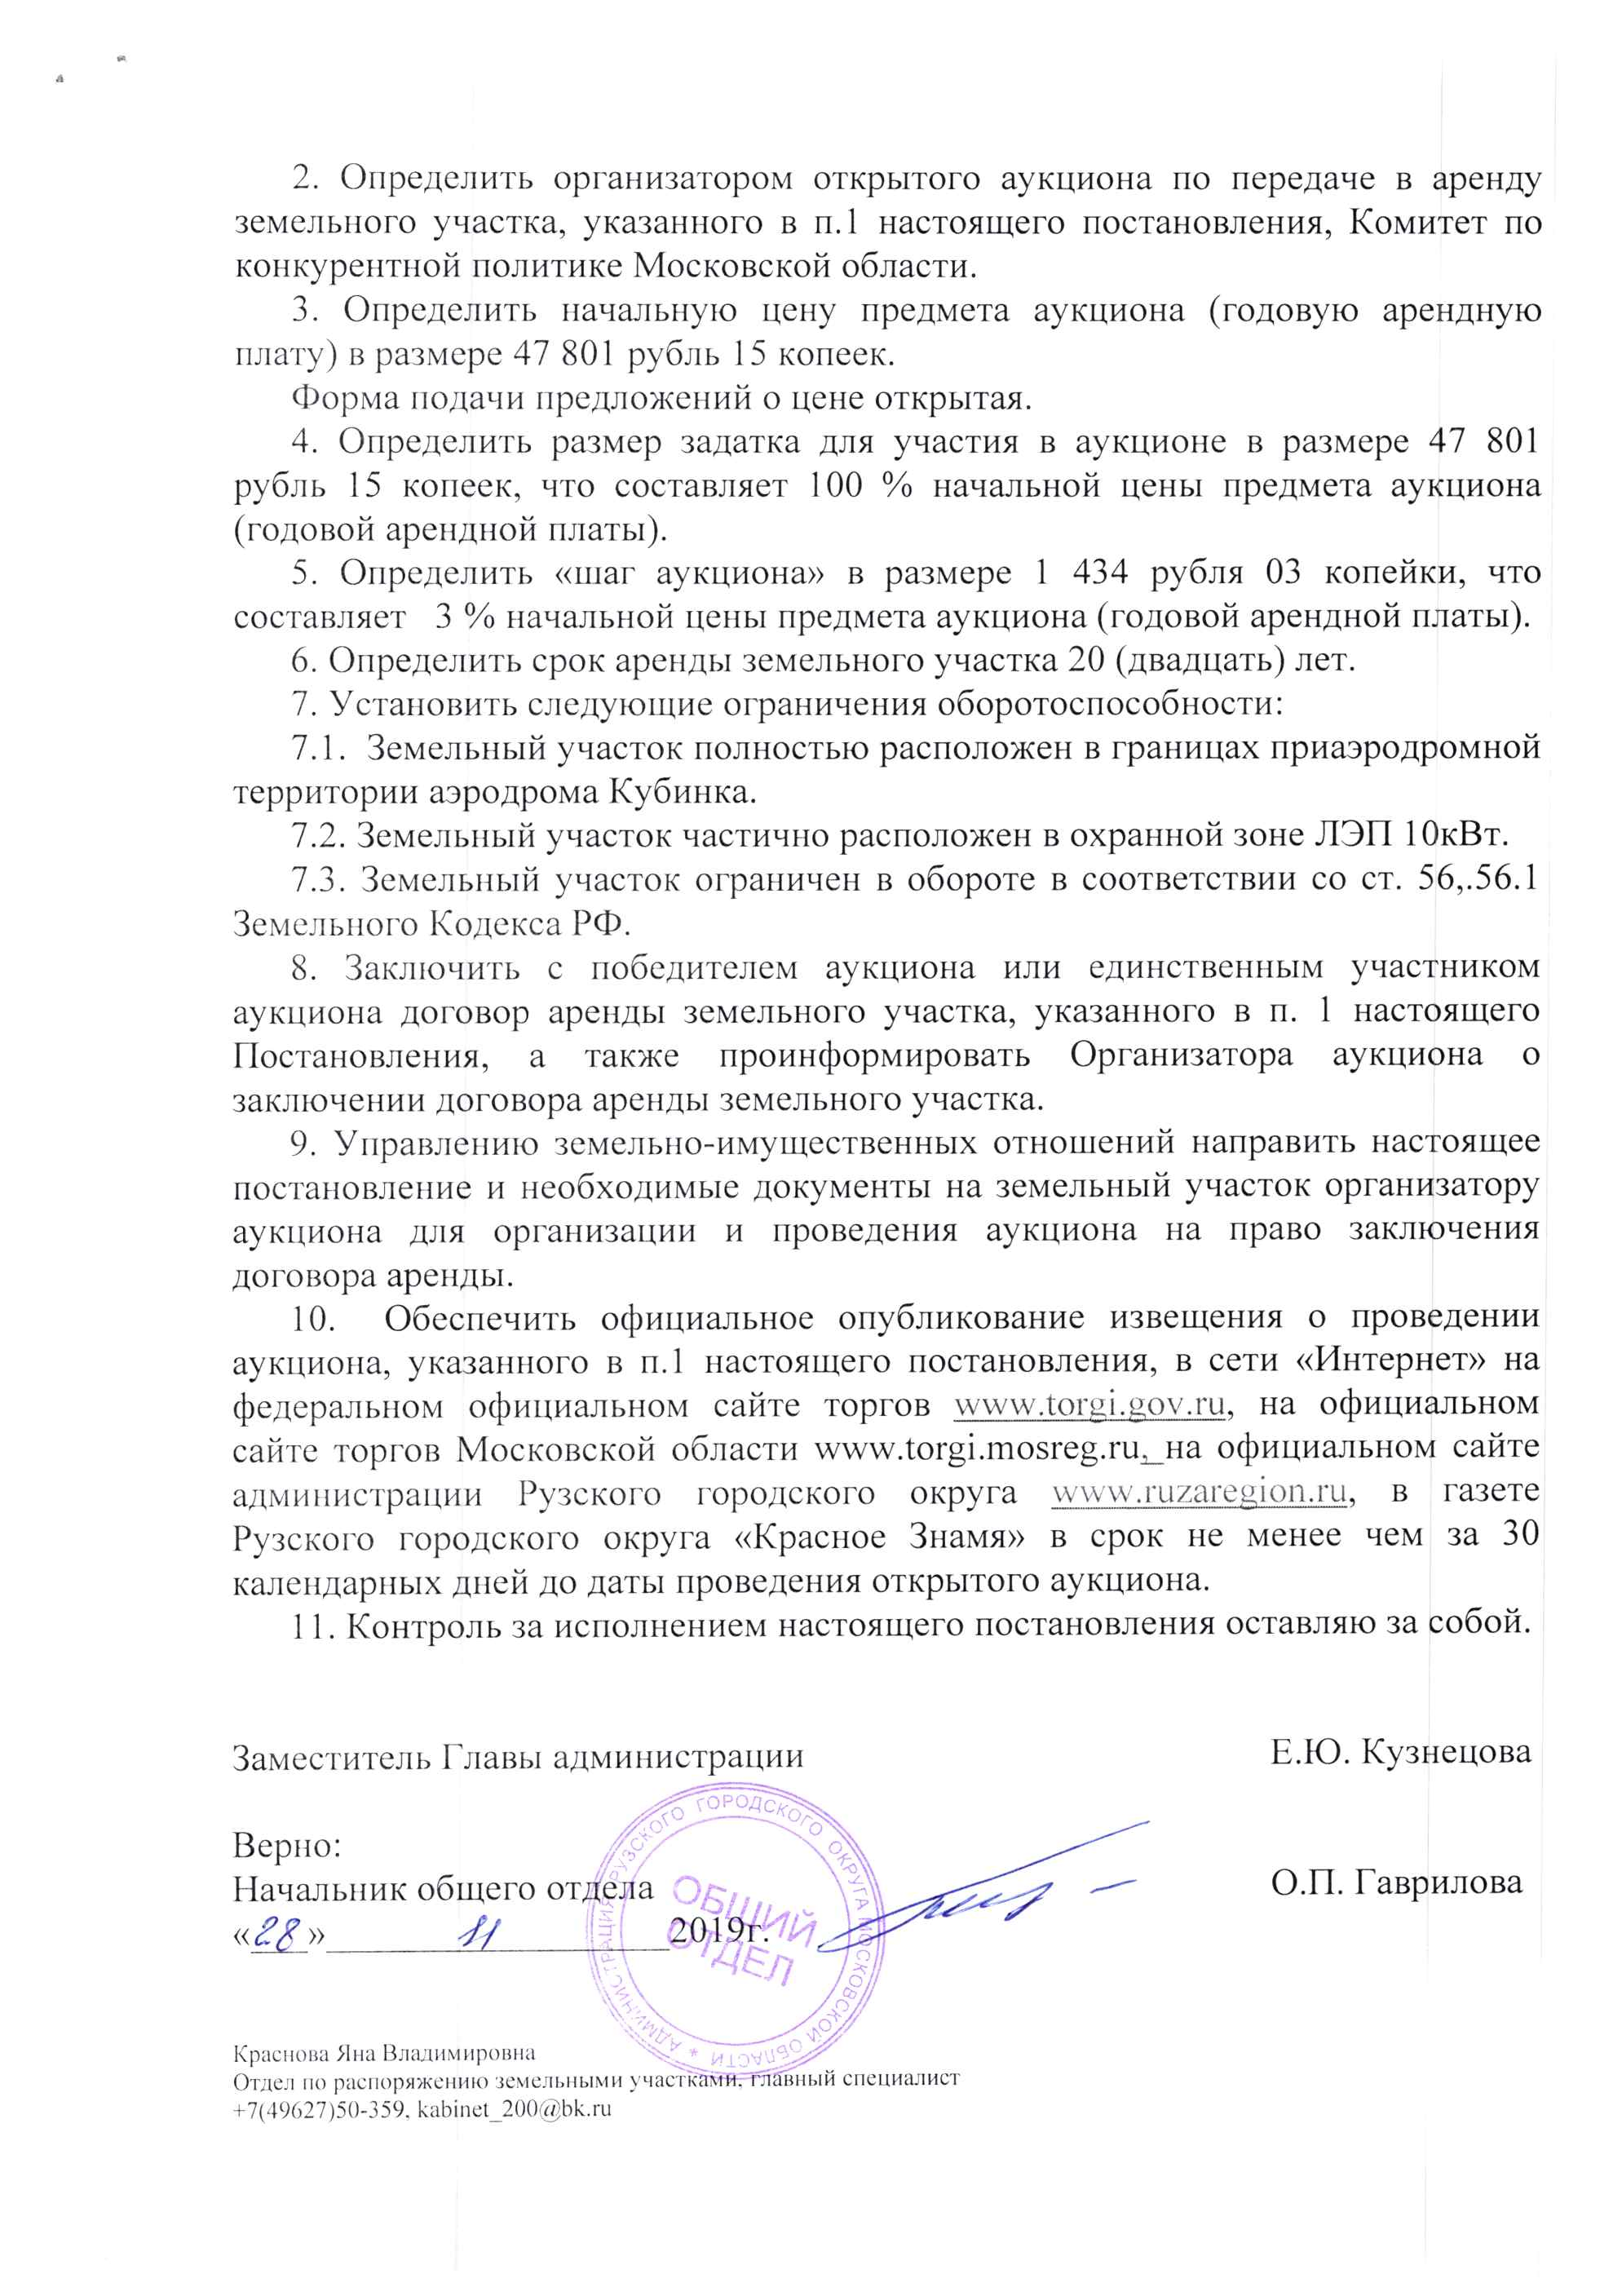 2. Определить организатором открытого аукциона по передаче в аренду
земельного участка, указанного в п.1 настоящего постановления, Комитет по
конкурентной политике Московской области.
3. Определить начальную цену предмета аукциона (годовую арендную
плату) в размере 47 801 рубль 15 копеек.
Форма подачи предложений о цене открытая.
4. Определить размер задатка для участия в аукционе в размере 47 801
рубль 15 копеек, что составляет 100 % начальной цены предмета аукциона
(годовой арендной платы).
5. Определить «шаг аукциона» в размере 1 434 рубля 03 копейки, что
составляет 3 % начальной цены предмета аукциона (годовой арендной платы).
6. Определить срок аренды земельного участка 20 (двадцать) лет.
7. Установить следующие ограничения оборотоспособности:
7.1. Земельный участок полностью расположен в границах приаэродромной
территории аэродрома Кубинка.
7.2. Земельный участок частично расположен в охранной зоне ЛЭП 10кВт.
7.3. Земельный участок ограничен в обороте в соответствии со ст. 56,.56.1
Земельного Кодекса РФ.
8. Заключить с победителем аукциона или единственным участником
аукциона договор аренды земельного участка, указанного в п. 1 настоящего
Постановления, а также проинформировать Организатора аукциона о
заключении договора аренды земельного участка.
9. Управлению земельно-имущественных отношений направить настоящее
постановление и необходимые документы на земельный участок организатору
аукциона для организации и проведения аукциона на право заключения
договора аренды.
10. Обеспечить официальное опубликование извещения о проведении
аукциона, указанного в п.1 настоящего постановления, в сети «Интернет» на
федеральном официальном сайте торгов www.torgi.gov.ru, на официальном
сайте торгов Московской области www.torgi.mosreg.ru, на официальном сайте
администрации Рузского городского округа www.ruzaregion.ru, в газете
Рузского городского округа «Красное Знамя» в срок не менее чем за 30
календарных дней до даты проведения открытого аукциона.
11. Контроль за исполнением настоящего постановления оставляю за собой.
Заместитель Главы администрации Е.Ю. Кузнецова
Верно:
Начальник общего отдела О.П. Гаврилова
«28» 11 2019г.
АДМИНИСТРАЦИЯ РУЗСКОГО ГОРОДСКОГО ОКРУГА МОСКОВСКОЙ ОБЛАСТИ *
ОБЩИЙ
ОТДЕЛ
Краснова Яна Владимировна
Отдел по распоряжению земельными участками, главный специалист
+7(49627)50-359, kabinet_200@bk.ru